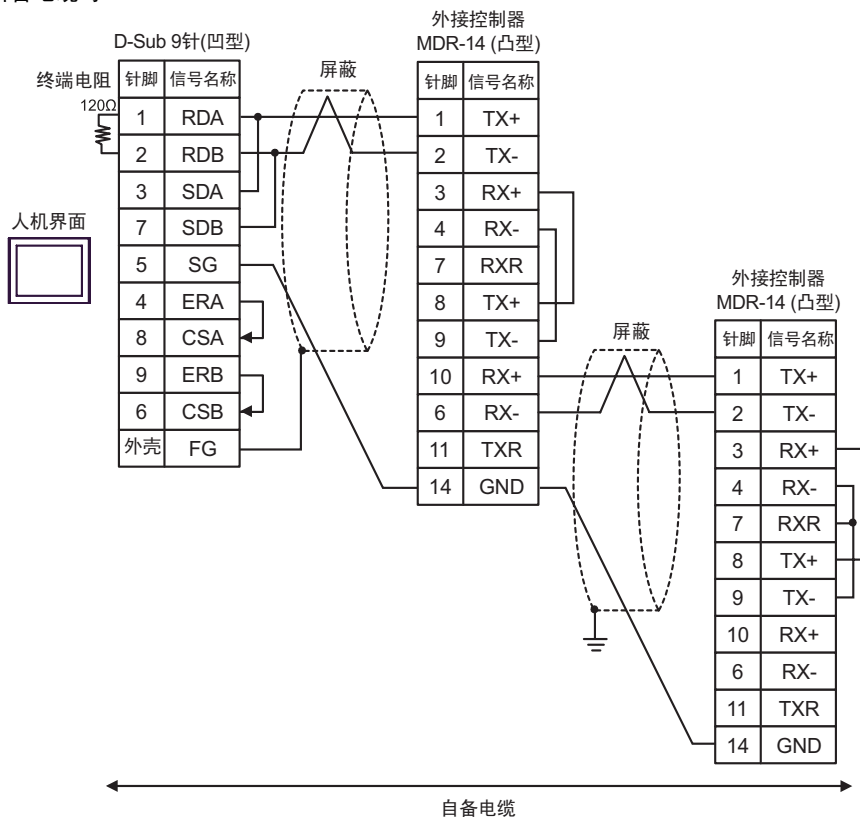 外接控制器
D-Sub 9针(凹型)
MDR-14 (凸型)
终端电阻
120Ω
屏蔽
针脚 信号名称
1 RDA
2 RDB
3 SDA
7 SDB
5 SG
4 ERA
8 CSA
9 ERB
6 CSB
外壳 FG
人机界面
针脚 信号名称
1 TX+
2 TX-
3 RX+
4 RX-
7 RXR
8 TX+
9 TX-
10 RX+
6 RX-
11 TXR
14 GND
屏蔽
外接控制器
MDR-14 (凸型)
针脚 信号名称
1 TX+
2 TX-
3 RX+
4 RX-
7 RXR
8 TX+
9 TX-
10 RX+
6 RX-
11 TXR
14 GND
自备电缆